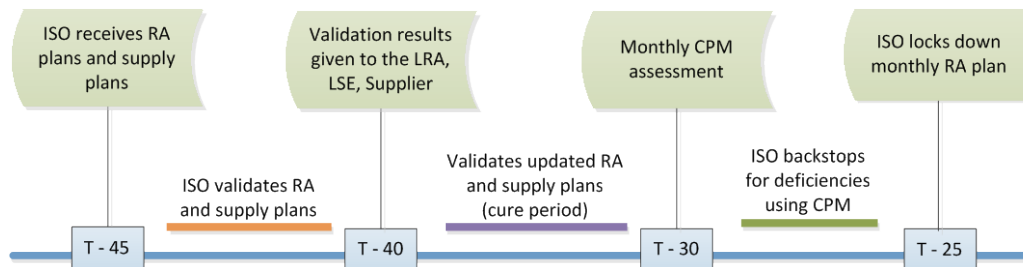 ISO receives RA
plans and supply
plans
Validation results
given to the LRA,
LSE, Supplier
Monthly CPM
assessment
ISO locks down
monthly RA plan
ISO validates RA
and supply plans
Validates updated RA
and supply plans
(cure period)
ISO backstops
for deficiencies
using CPM
T - 45
T - 40
T - 30
T - 25